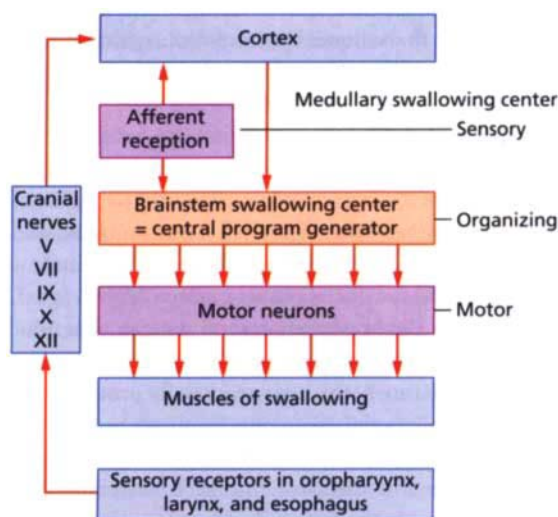 Cortex
Medullary swallowing center
Afferent
reception
Sensory
Cranial
nerves
V
VII
IX
X
XII
Brainstem swallowing center
= central program generator
Organizing
Motor neurons
Motor
Muscles of swallowing
Sensory receptors in oropharyynx,
larynx, and esophagus